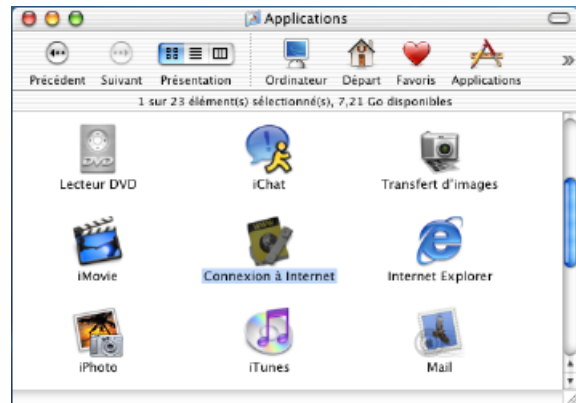 Applications
Précédent Suivant Présentation Ordinateur Départ Favoris Applications
1 sur 23 élément(s) sélectionné(s), 7,21 Go disponibles
DVD
Lecteur DVD iChat Transfert d'images
iMovie Connexion à Internet Internet Explorer
iPhoto iTunes Mail